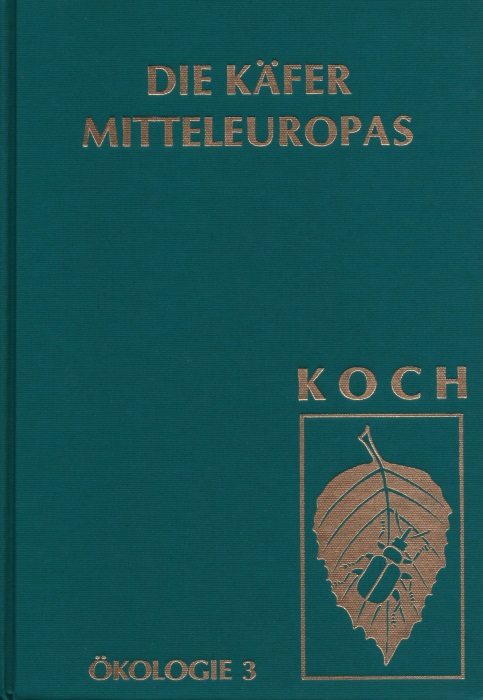 DIE KÄFER
MITTELEUROPAS
KOCH
ÖKOLOGIE 3